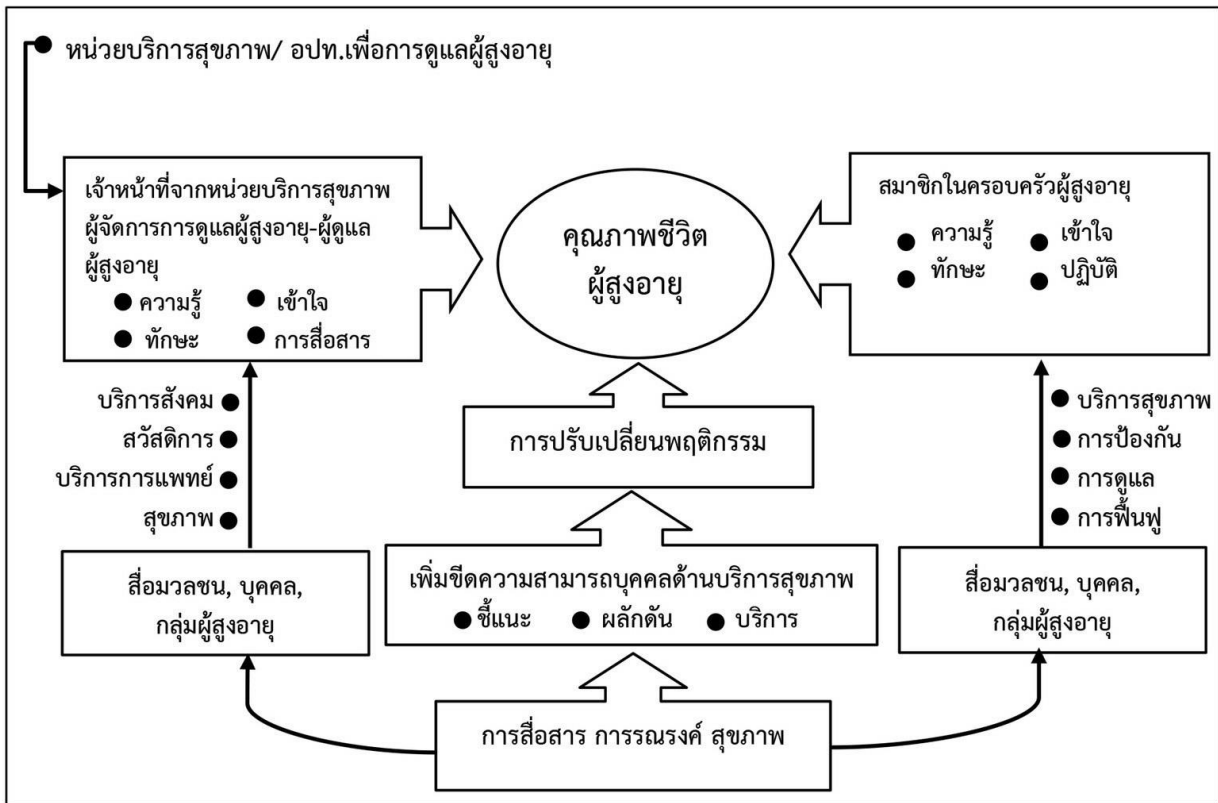 หน่วยบริการสุขภาพ/ อปท.เพื่อการดูแลผู้สูงอายุ
เจ้าหน้าที่จากหน่วยบริการสุขภาพ
ผู้จัดการการดูแลผู้สูงอายุ-ผู้ดูแล
ผู้สูงอายุ
● ความรู้ ● เข้าใจ
● ทักษะ ● การสื่อสาร
คุณภาพชีวิต
ผู้สูงอายุ
สมาชิกในครอบครัวผู้สูงอายุ
● ความรู้ ● เข้าใจ
● ทักษะ ● ปฏิบัติ
บริการสังคม ●
สวัสดิการ ●
บริการการแพทย์ ●
สุขภาพ ●
การปรับเปลี่ยนพฤติกรรม
● บริการสุขภาพ
● การป้องกัน
● การดูแล
● การฟื้นฟู
สื่อมวลชน, บุคคล,
กลุ่มผู้สูงอายุ
เพิ่มขีดความสามารถบุคคลด้านบริการสุขภาพ
● ชี้แนะ ● ผลักดัน ● บริการ
สื่อมวลชน, บุคคล,
กลุ่มผู้สูงอายุ
การสื่อสาร การรณรงค์ สุขภาพ